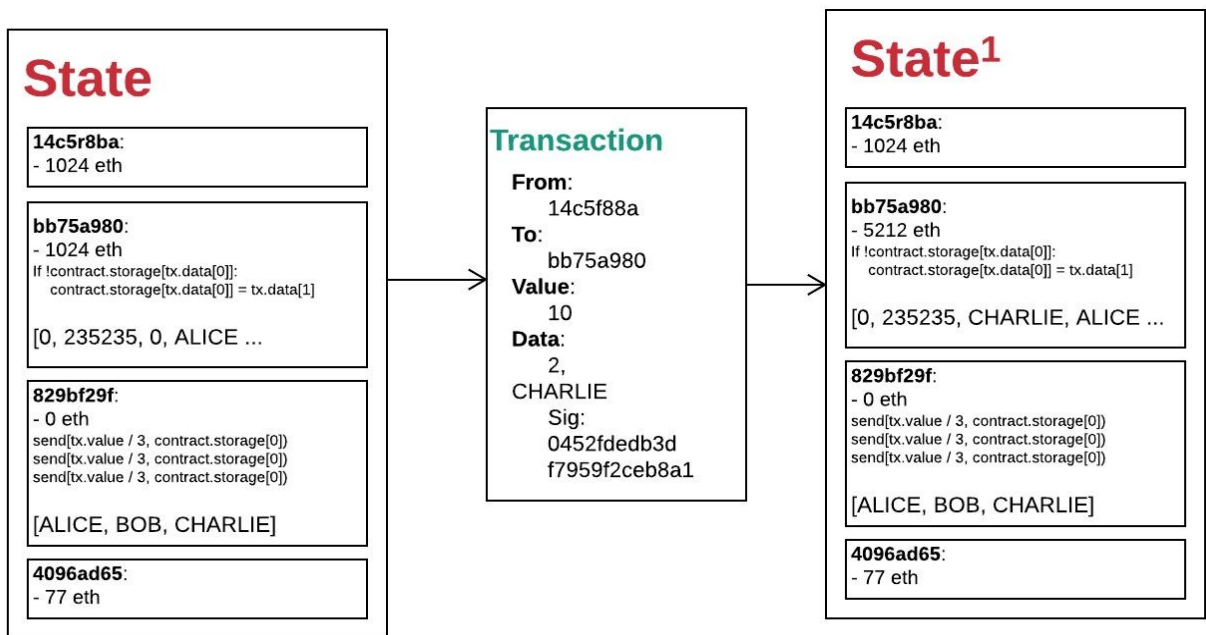 State
14c5r8ba:
- 1024 eth
bb75a980:
- 1024 eth
If !contract.storage[tx.data[0]]:
contract.storage[tx.data[0]] = tx.data[1]
[0, 235235, 0, ALICE ...
829bf29f:
- 0 eth
send[tx.value / 3, contract.storage[0])
send[tx.value / 3, contract.storage[0])
send[tx.value / 3, contract.storage[0])
[ALICE, BOB, CHARLIE]
4096ad65:
- 77 eth
Transaction
From:
14c5f88a
To:
bb75a980
Value:
10
Data:
2,
CHARLIE
Sig:
0452fdedb3d
f7959f2ceb8a1
State¹
14c5r8ba:
- 1024 eth
bb75a980:
- 5212 eth
If !contract.storage[tx.data[0]]:
contract.storage[tx.data[0]] = tx.data[1]
[0, 235235, CHARLIE, ALICE ...
829bf29f:
- 0 eth
send[tx.value / 3, contract.storage[0])
send[tx.value / 3, contract.storage[0])
send[tx.value / 3, contract.storage[0])
[ALICE, BOB, CHARLIE]
4096ad65:
- 77 eth